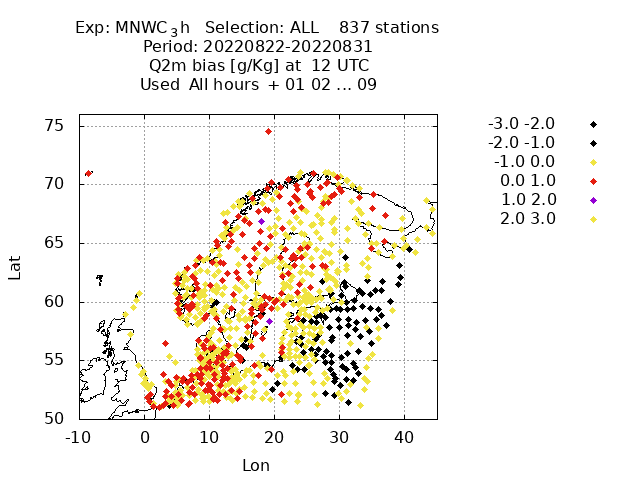 Exp: MNWC_3h Selection: ALL 837 stations
Period: 20220822-20220831
Q2m bias [g/Kg] at 12 UTC
Used All hours + 01 02 ... 09
-3.0 -2.0
-2.0 -1.0
-1.0 0.0
0.0 1.0
1.0 2.0
2.0 3.0
75
70
65
60
55
50
Lat
-10 0 10 20 30 40
Lon